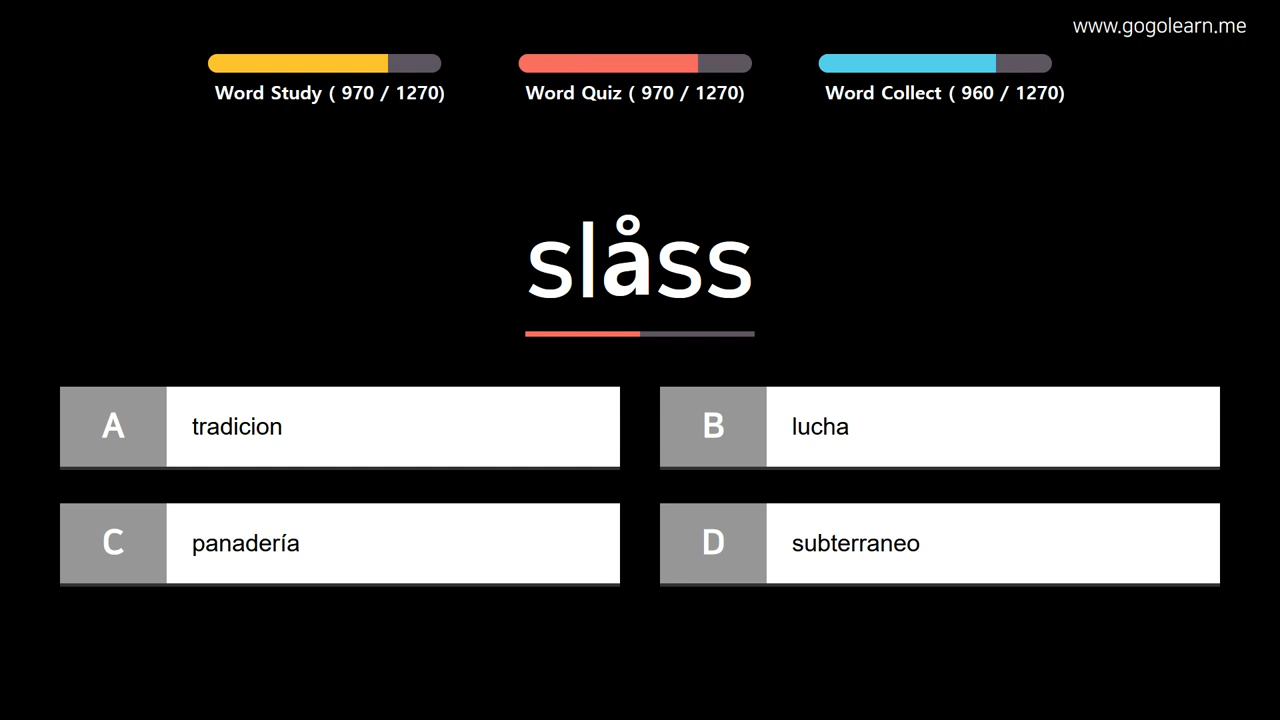 www.gogolearn.me
Word Study ( 970 / 1270)
Word Quiz ( 970 / 1270)
Word Collect ( 960 / 1270)
slåss
A tradicion
B lucha
C panadería
D subterraneo